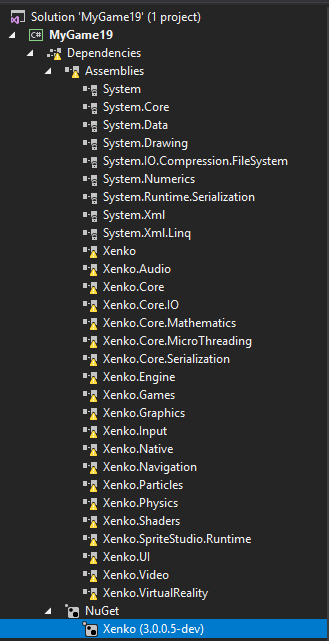 Solution 'MyGame19' (1 project)
C# MyGame19
Dependencies
Assemblies
System
System.Core
System.Data
System.Drawing
System.IO.Compression.FileSystem
System.Numerics
System.Runtime.Serialization
System.Xml
System.Xml.Linq
Xenko
Xenko.Audio
Xenko.Core
Xenko.Core.IO
Xenko.Core.Mathematics
Xenko.Core.MicroThreading
Xenko.Core.Serialization
Xenko.Engine
Xenko.Games
Xenko.Graphics
Xenko.Input
Xenko.Native
Xenko.Navigation
Xenko.Particles
Xenko.Physics
Xenko.Shaders
Xenko.SpriteStudio.Runtime
Xenko.UI
Xenko.Video
Xenko.VirtualReality
NuGet
Xenko (3.0.0.5-dev)